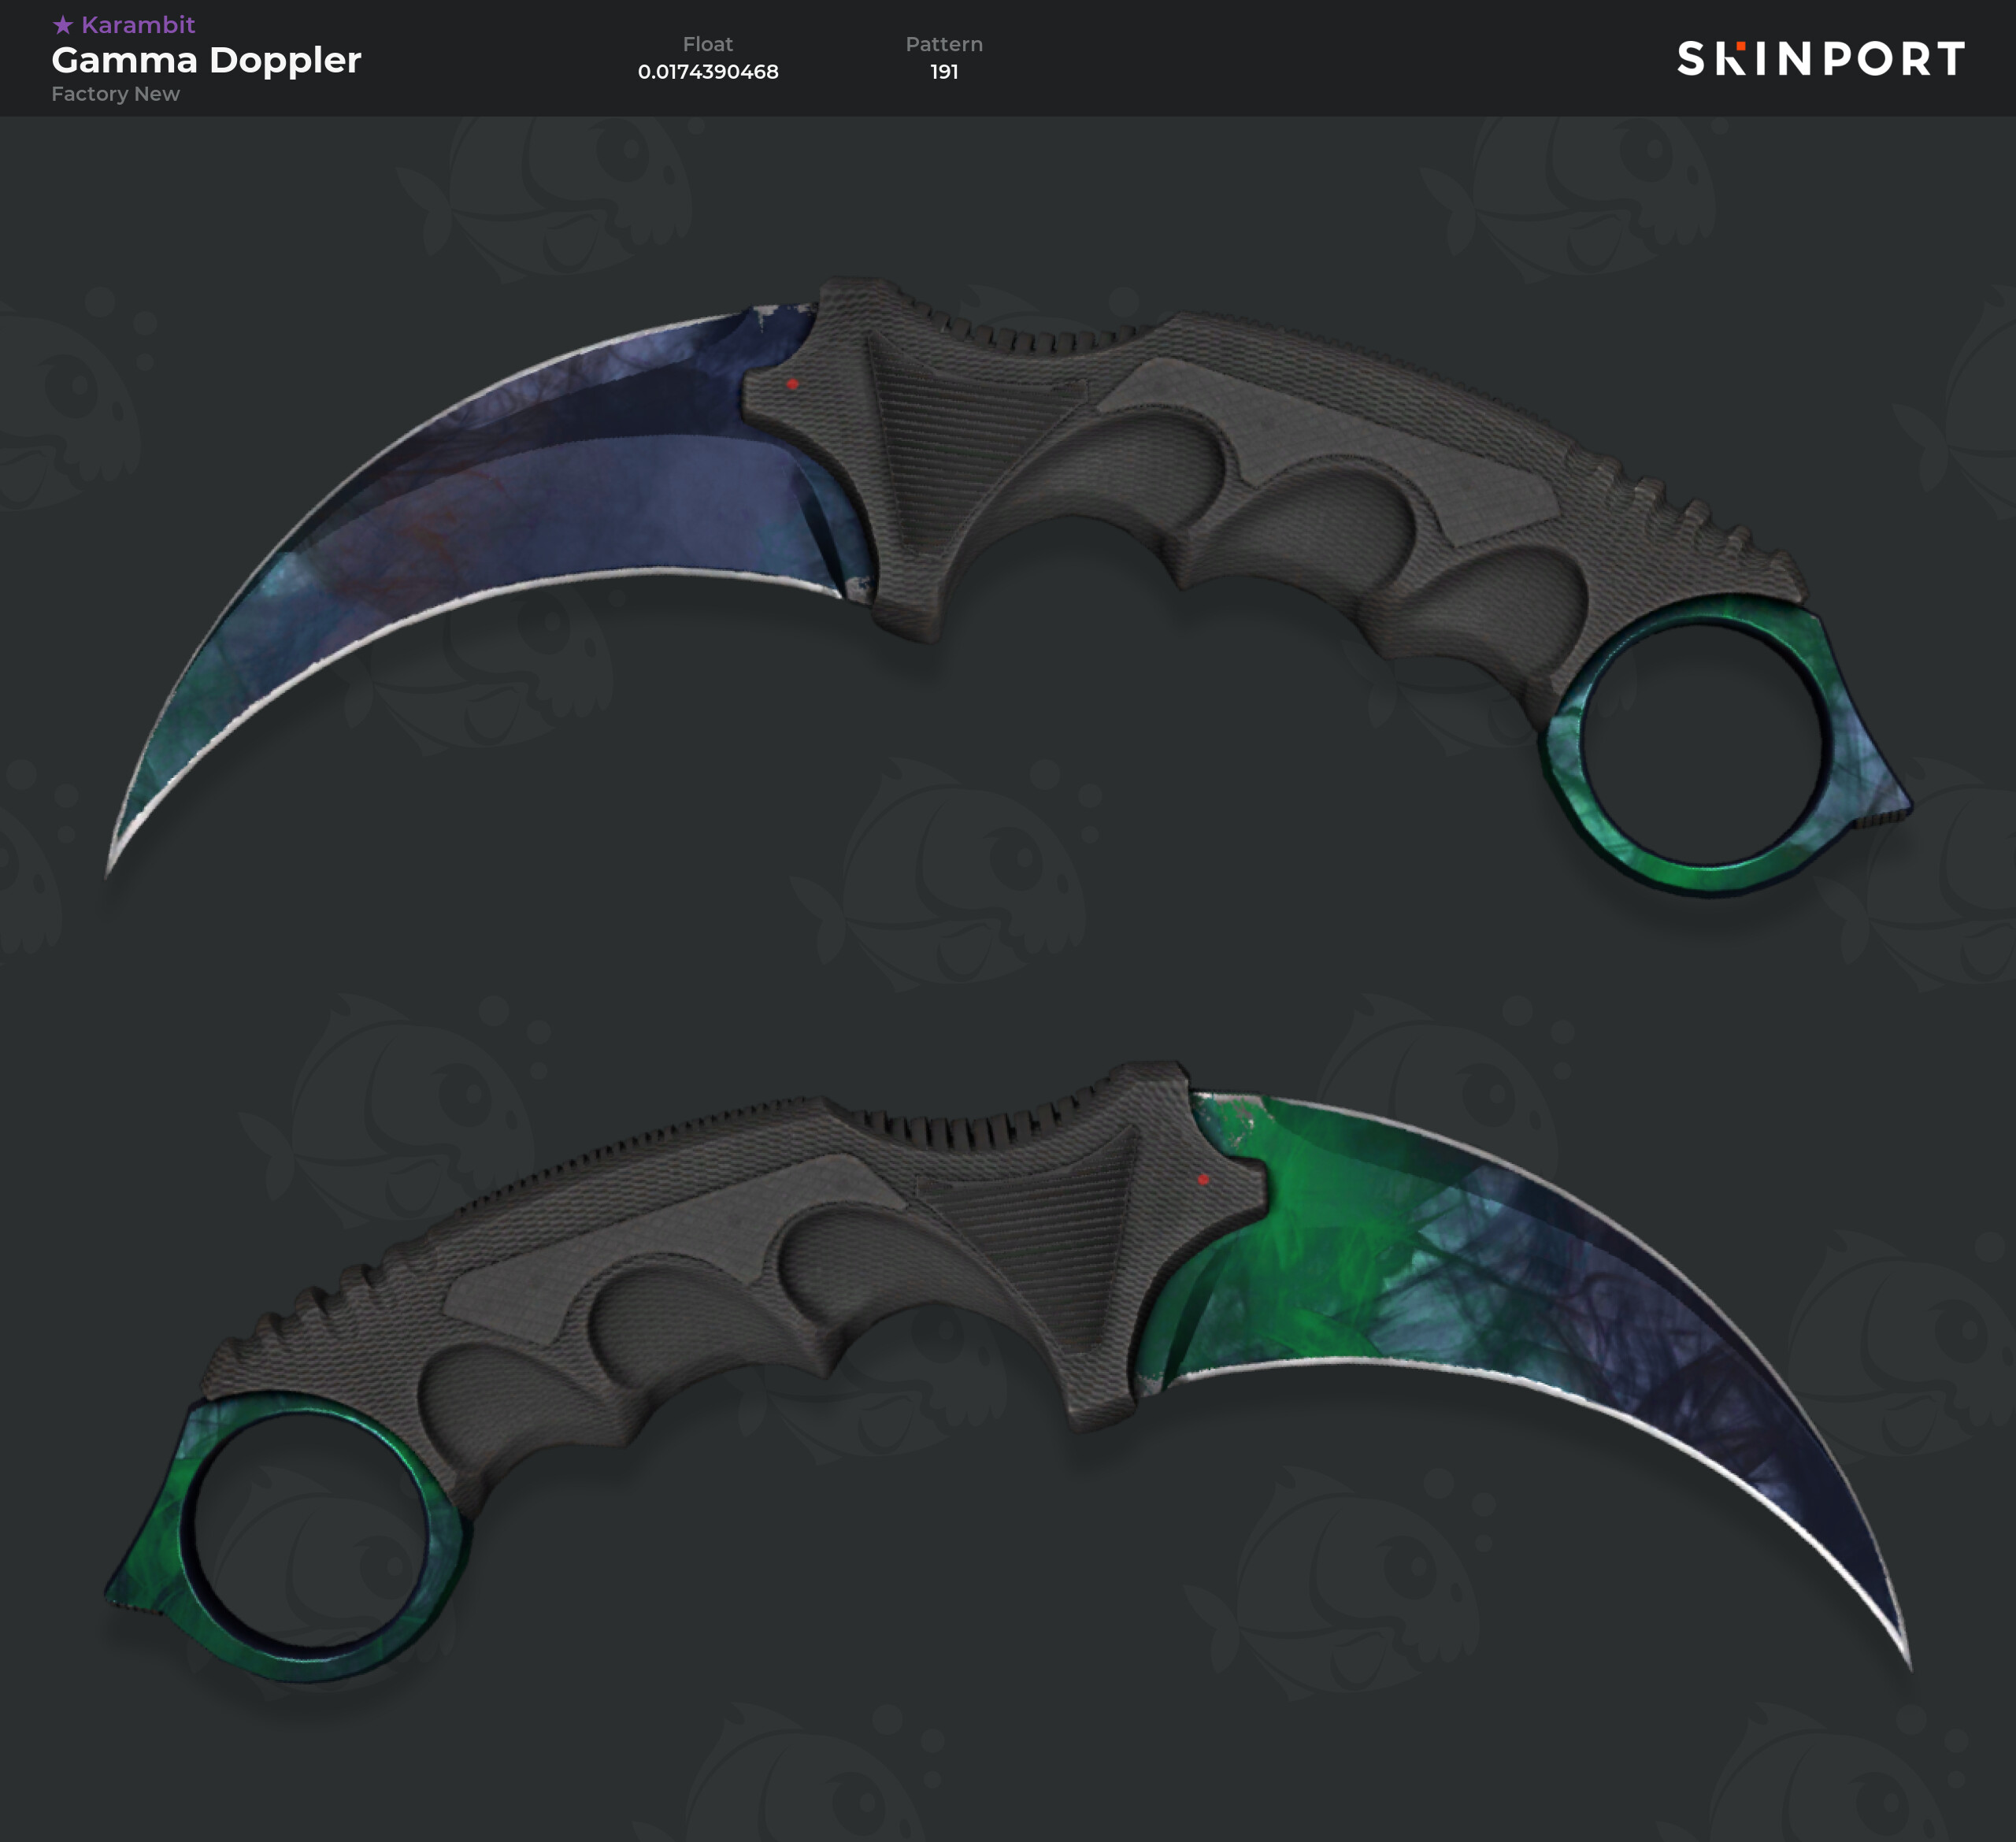 ★ Karambit
Gamma Doppler
Factory New
Float
0.0174390468
Pattern
191
SKINPORT